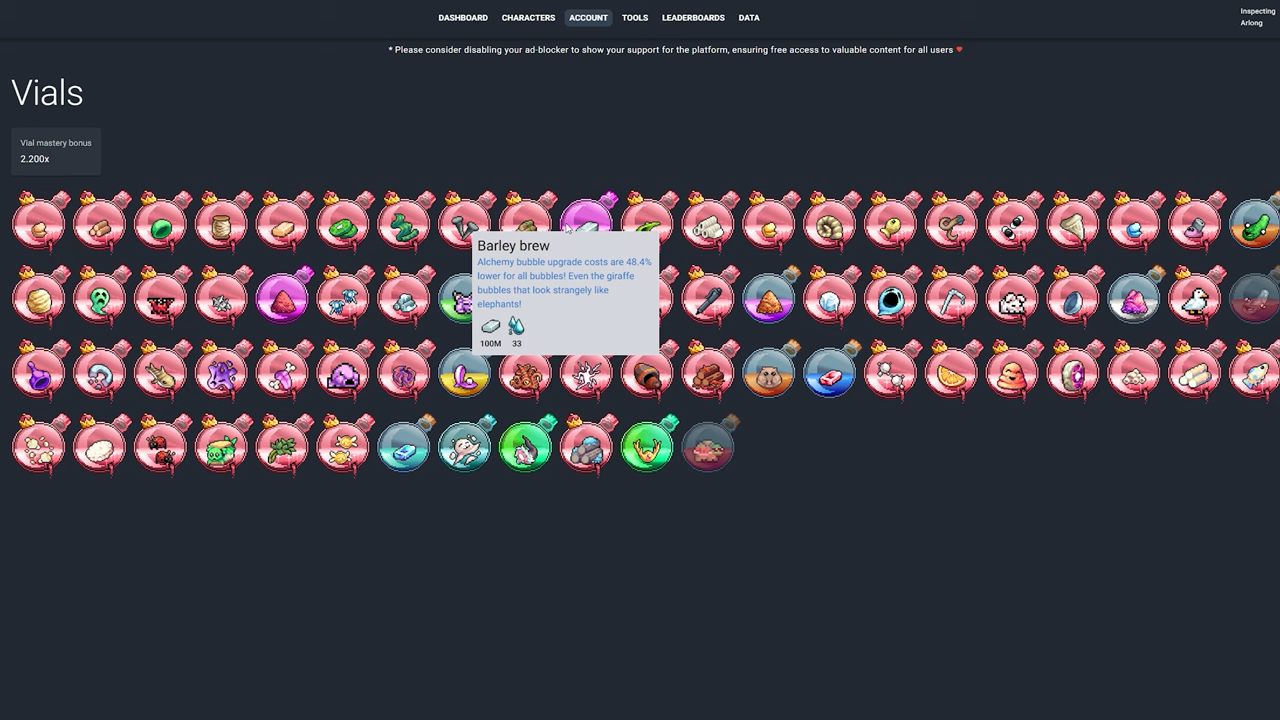 DASHBOARD CHARACTERS ACCOUNT TOOLS LEADERBOARDS DATA
Inspecting
Arlong
* Please consider disabling your ad-blocker to show your support for the platform, ensuring free access to valuable content for all users
Vials
Vial mastery bonus
2.200x
Barley brew
Alchemy bubble upgrade costs are 48.4%
lower for all bubbles! Even the giraffe
bubbles that look strangely like
elephants!
100M 33